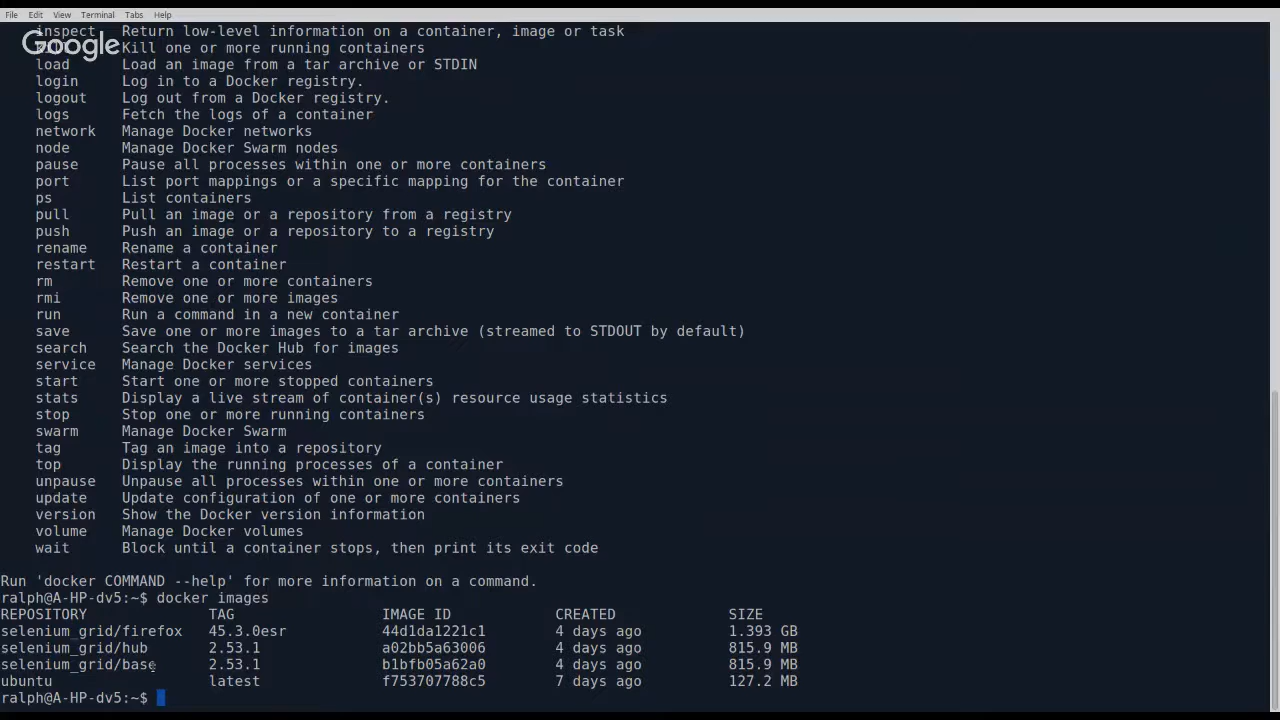 File Edit View Terminal Tabs Help
inspect Return low-level information on a container, image or task
Google
kill Kill one or more running containers
load Load an image from a tar archive or STDIN
login Log in to a Docker registry.
logout Log out from a Docker registry.
logs Fetch the logs of a container
network Manage Docker networks
node Manage Docker Swarm nodes
pause Pause all processes within one or more containers
port List port mappings or a specific mapping for the container
ps List containers
pull Pull an image or a repository from a registry
push Push an image or a repository to a registry
rename Rename a container
restart Restart a container
rm Remove one or more containers
rmi Remove one or more images
run Run a command in a new container
save Save one or more images to a tar archive (streamed to STDOUT by default)
search Search the Docker Hub for images
service Manage Docker services
start Start one or more stopped containers
stats Display a live stream of container(s) resource usage statistics
stop Stop one or more running containers
swarm Manage Docker Swarm
tag Tag an image into a repository
top Display the running processes of a container
unpause Unpause all processes within one or more containers
update Update configuration of one or more containers
version Show the Docker version information
volume Manage Docker volumes
wait Block until a container stops, then print its exit code
Run 'docker COMMAND --help' for more information on a command.
ralph@A-HP-dv5:~$ docker images
REPOSITORY TAG IMAGE ID CREATED SIZE
selenium_grid/firefox 45.3.0esr 44d1da1221c1 4 days ago 1.393 GB
selenium_grid/hub 2.53.1 a02bb5a63006 4 days ago 815.9 MB
selenium_grid/base 2.53.1 b1bfb05a62a0 4 days ago 815.9 MB
ubuntu latest f753707788c5 7 days ago 127.2 MB
ralph@A-HP-dv5:~$